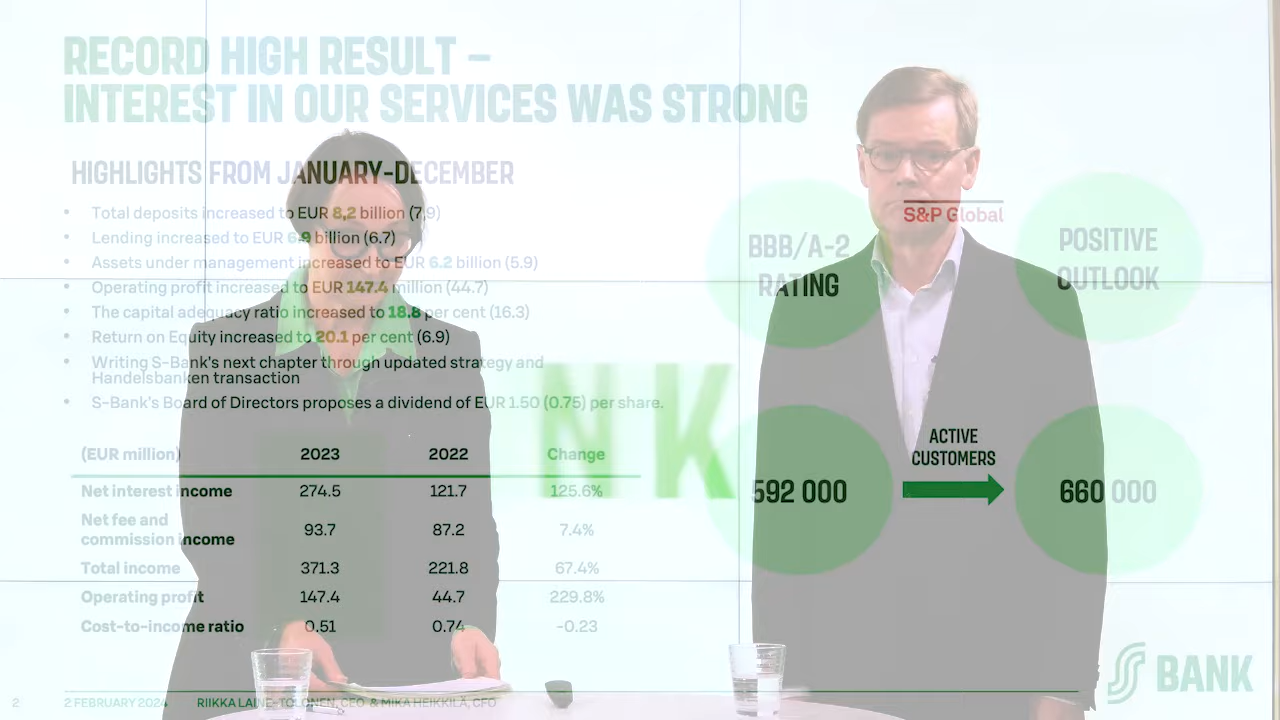 RECORD HIGH RESULT –
INTEREST IN OUR SERVICES WAS STRONG
HIGHLIGHTS FROM JANUARY-DECEMBER
• Total deposits increased to EUR 8,2 billion (7,9)
• Lending increased to EUR 6.9 billion (6.7)
• Assets under management increased to EUR 6.2 billion (5.9)
• Operating profit increased to EUR 147.4 million (44.7)
• The capital adequacy ratio increased to 18.8 per cent (16.3)
• Return on Equity increased to 20.1 per cent (6.9)
• Writing S-Bank's next chapter through updated strategy and
Handelsbanken transaction
• S-Bank's Board of Directors proposes a dividend of EUR 1.50 (0.75) per share.
(EUR million) 2023 2022 Change
Net interest income 274.5 121.7 125.6%
Net fee and
commission income 93.7 87.2 7.4%
Total income 371.3 221.8 67.4%
Operating profit 147.4 44.7 229.8%
Cost-to-income ratio 0.51 0.74 -0.23
S&P Global
BBB/A-2
RATING
POSITIVE
OUTLOOK
NK
ACTIVE
CUSTOMERS
592 000
660 000
BANK
2 2 FEBRUARY 2024 RIIKKA LAINE-TOLONEN, CEO & MIKA HEIKKILÄ, CFO